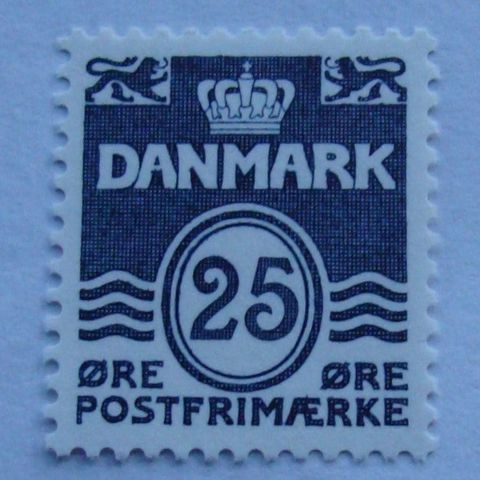 DANMARK
25
ØRE ØRE
POSTFRIMÆRKE